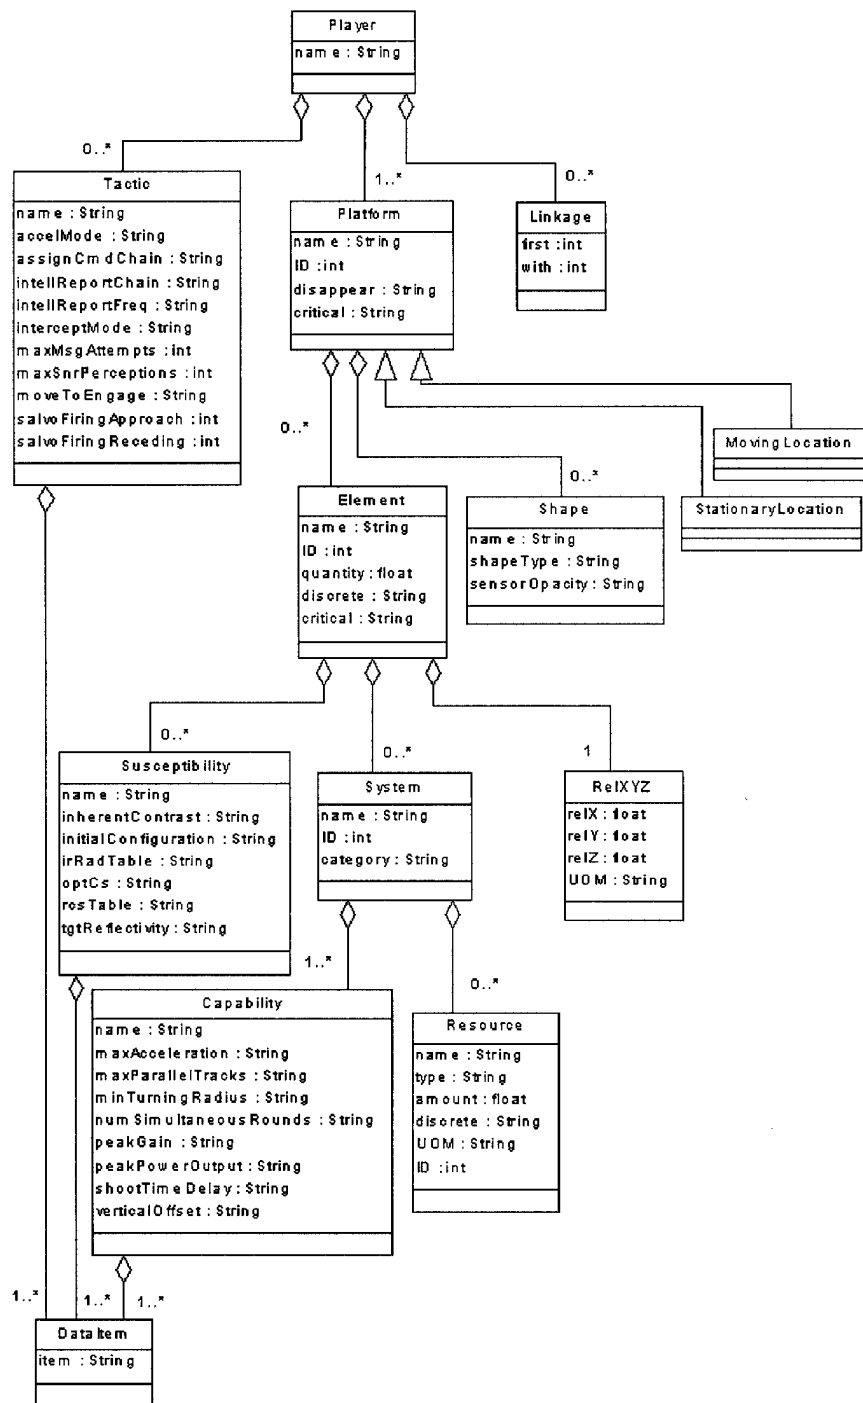 Player
name : String
0..*
1..*
0..*
Tactic
name : String
accelMode : String
assignCmdChain : String
intellReportChain : String
intellReportFreq : String
interceptMode : String
maxMsgAttempts : int
maxSnrPerceptions : int
moveToEngage : String
salvoFiringApproach : int
salvoFiringReceding : int
Platform
name : String
ID : int
disappear : String
critical : String
Linkage
first : int
with : int
MovingLocation
StationaryLocation
0..*
0..*
Element
name : String
ID : int
quantity : float
discrete : String
critical : String
Shape
name : String
shapeType : String
sensorOpacity : String
0..*
0..*
1
Susceptibility
name : String
inherentContrast : String
initialConfiguration : String
irRadTable : String
optCs : String
rcsTable : String
tgtReflectivity : String
System
name : String
ID : int
category : String
RelXYZ
relX : float
relY : float
relZ : float
UOM : String
1..*
0..*
Capability
name : String
maxAcceleration : String
maxParallelTracks : String
minTurningRadius : String
numSimultaneousRounds : String
peakGain : String
peakPowerOutput : String
shootTimeDelay : String
verticalOffset : String
Resource
name : String
type : String
amount : float
discrete : String
UOM : String
ID : int
1..*
1..*
1..*
DataItem
item : String